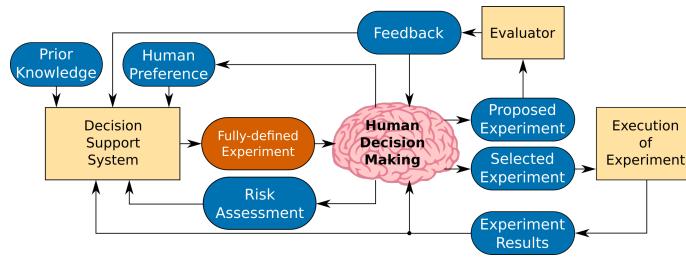 Feedback
Evaluator
Prior
Knowledge
Human
Preference
Decision
Support
System
Fully-defined
Experiment
Human
Decision
Making
Proposed
Experiment
Execution
of
Experiment
Selected
Experiment
Risk
Assessment
Experiment
Results